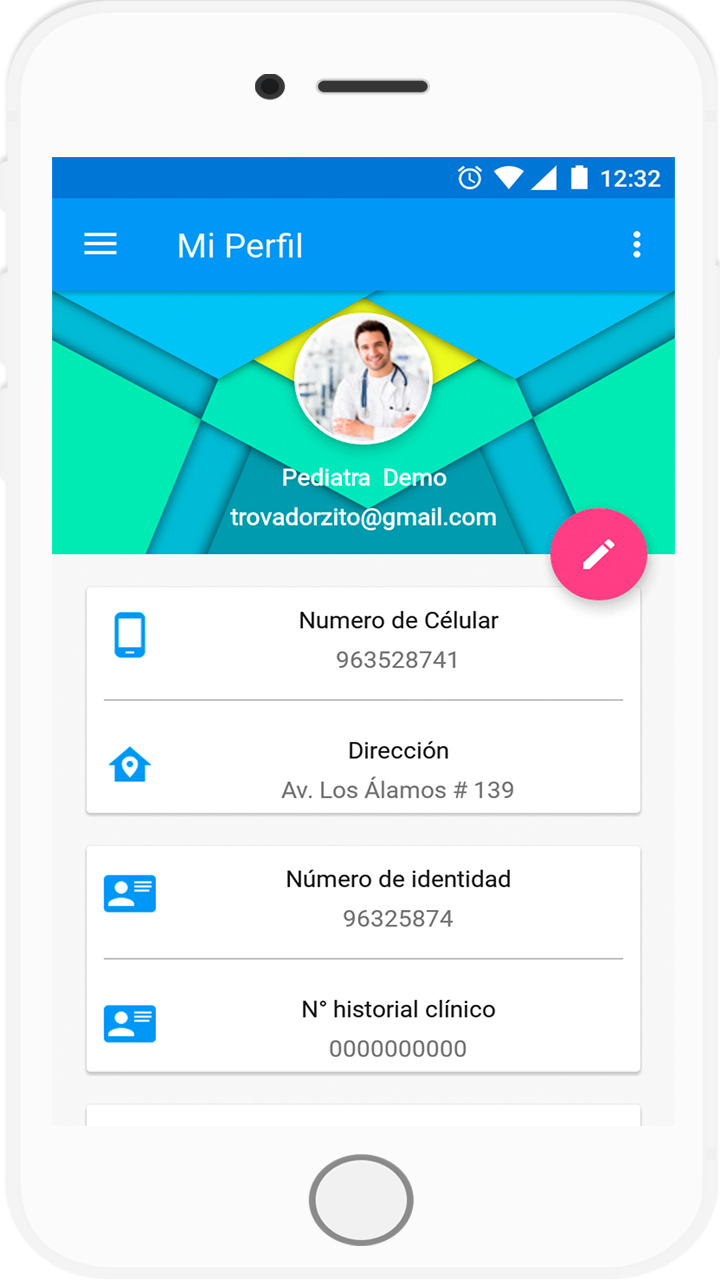 12:32
Mi Perfil
Pediatra Demo
trovadorzito@gmail.com
Numero de Célular
963528741
Dirección
Av. Los Álamos # 139
Número de identidad
96325874
N° historial clínico
0000000000